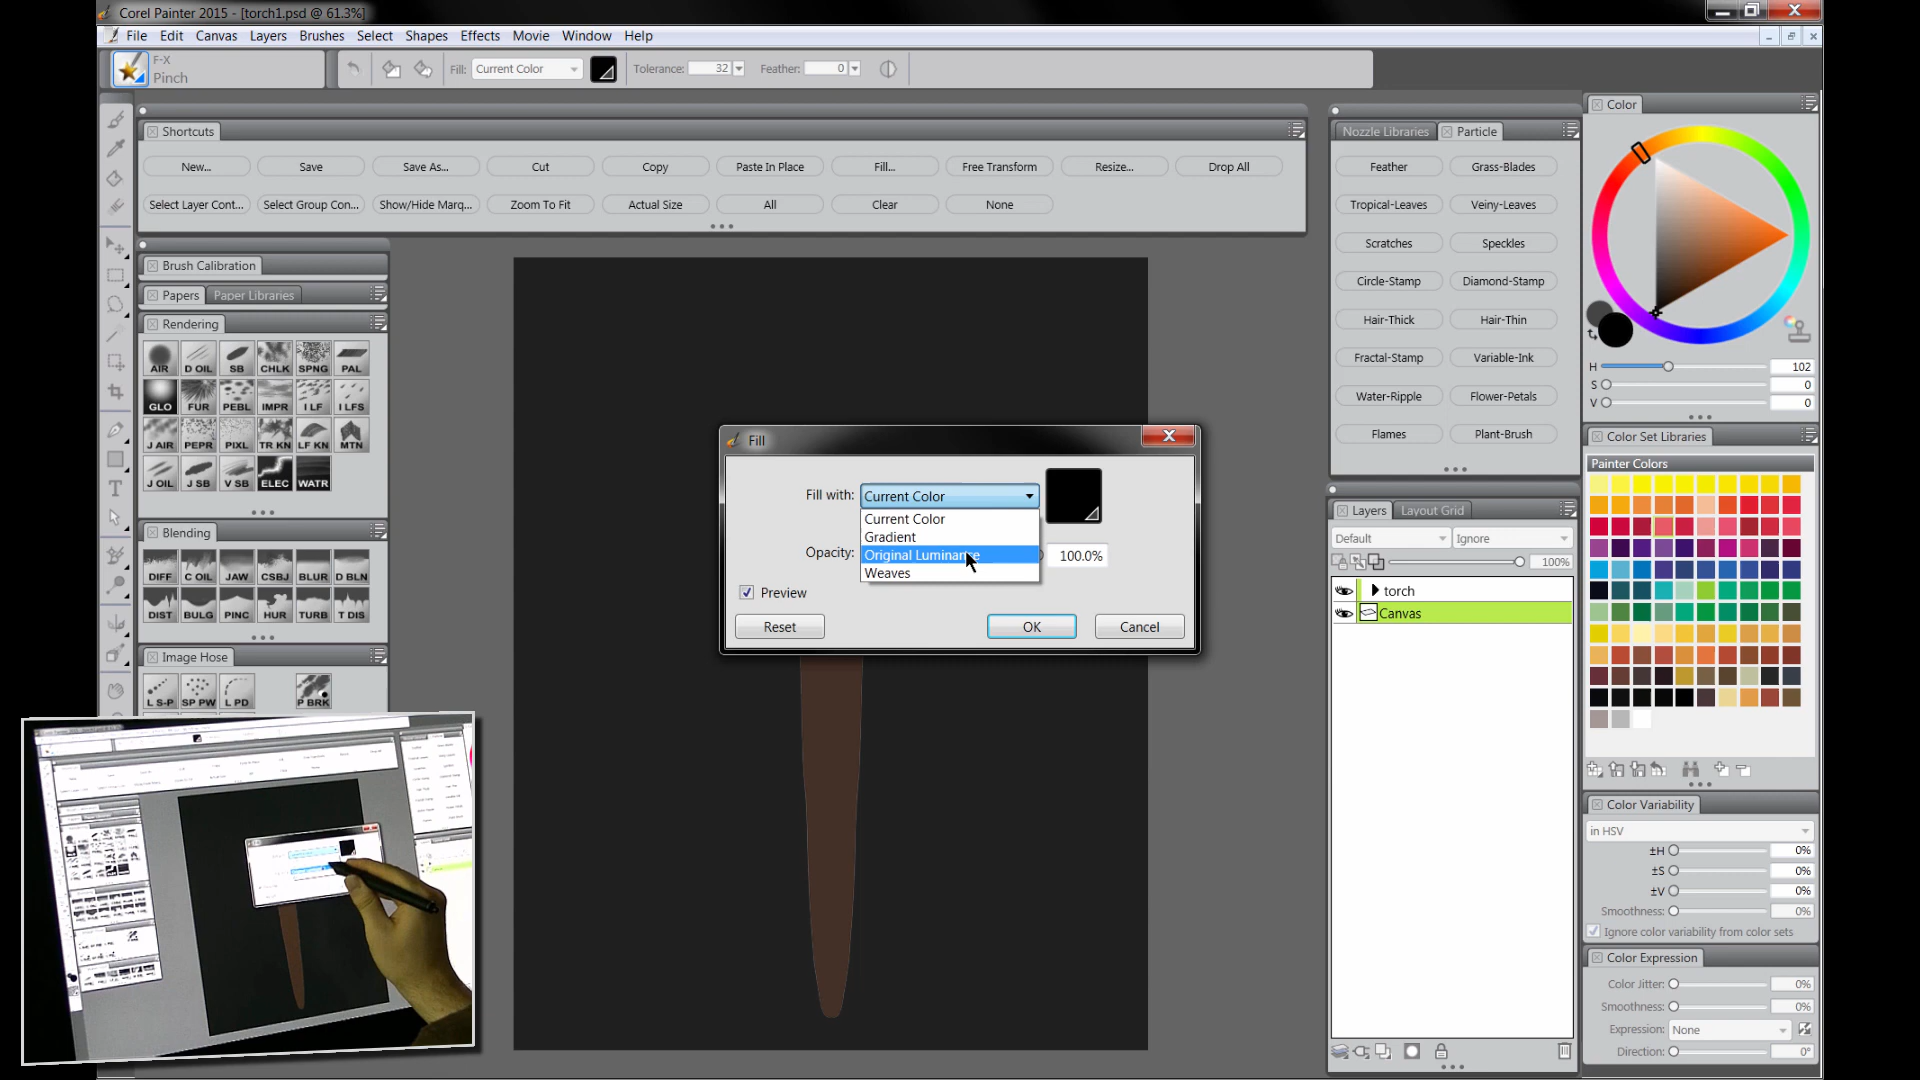 Corel Painter 2015 - [torch1.psd @ 61.3%]
File Edit Canvas Layers Brushes Select Shapes Effects Movie Window Help
F-X
Pinch
Fill: Current Color Tolerance: 32 Feather: 0
Shortcuts
New... Save Save As... Cut Copy Paste In Place Fill... Free Transform Resize... Drop All
Select Layer Cont... Select Group Con... Show/Hide Marq... Zoom To Fit Actual Size All Clear None
Brush Calibration
Papers Paper Libraries
Rendering
AIR D OIL SB CHLK SPNG PAL
GLO FUR PEBL IMPR I LF I LFS
J AIR PEPR PIXL TR KN LF KN MTN
J OIL J SB V SB ELEC WATR
Blending
DIFF C OIL JAW CSBJ BLUR D BLN
DIST BULG PINC HUR TURB T DIS
Image Hose
L S-P SP PW L PD P BRK
Fill
Fill with: Current Color
Current Color
Gradient
Original Luminance
Weaves
Opacity: 100.0%
Preview
Reset OK Cancel
Nozzle Libraries Particle
Feather Grass-Blades
Tropical-Leaves Veiny-Leaves
Scratches Speckles
Circle-Stamp Diamond-Stamp
Hair-Thick Hair-Thin
Fractal-Stamp Variable-Ink
Water-Ripple Flower-Petals
Flames Plant-Brush
Layers Layout Grid
Default Ignore
100%
torch
Canvas
Color
H 102
S 0
V 0
Color Set Libraries
Painter Colors
Color Variability
in HSV
±H 0%
±S 0%
±V 0%
Smoothness: 0%
Ignore color variability from color sets
Color Expression
Color Jitter: 0%
Smoothness: 0%
Expression: None
Direction: 0°